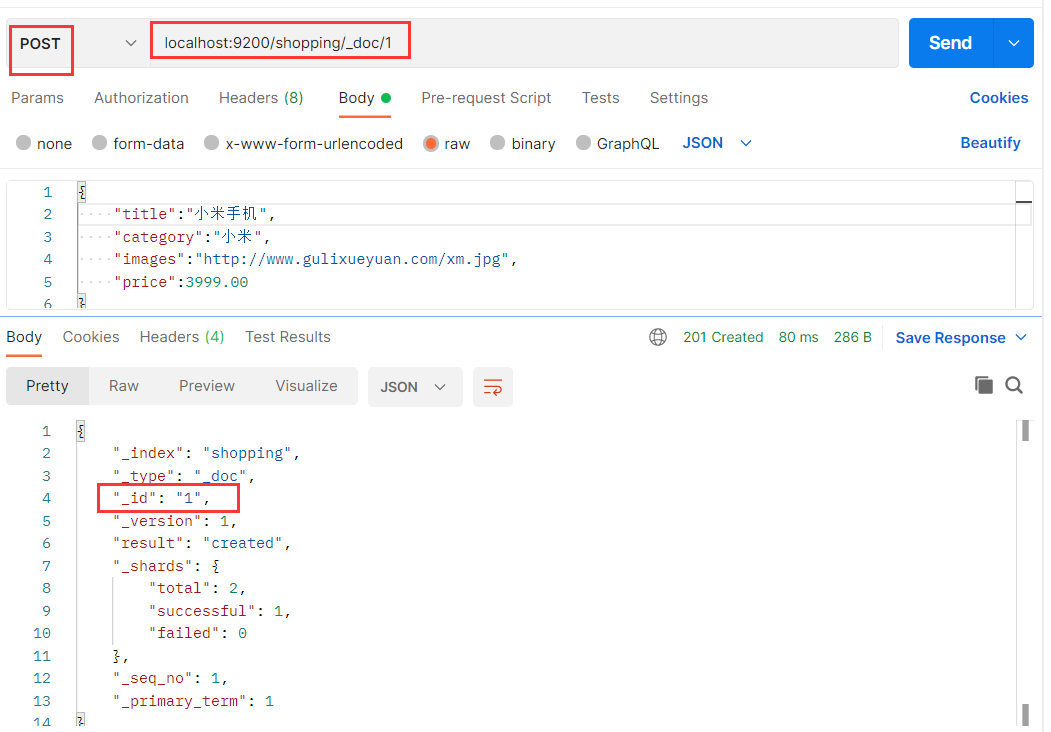 POST localhost:9200/shopping/_doc/1 Send
Params Authorization Headers (8) Body Pre-request Script Tests Settings Cookies
none form-data x-www-form-urlencoded raw binary GraphQL JSON Beautify
1 {
2 ····"title":"小米手机",
3 ····"category":"小米",
4 ····"images":"http://www.gulixueyuan.com/xm.jpg",
5 ····"price":3999.00
6 }
Body Cookies Headers (4) Test Results 201 Created 80 ms 286 B Save Response
Pretty Raw Preview Visualize JSON
1 {
2 "_index": "shopping",
3 "_type": "_doc",
4 "_id": "1",
5 "_version": 1,
6 "result": "created",
7 "_shards": {
8 "total": 2,
9 "successful": 1,
10 "failed": 0
11 },
12 "_seq_no": 1,
13 "_primary_term": 1
14 }